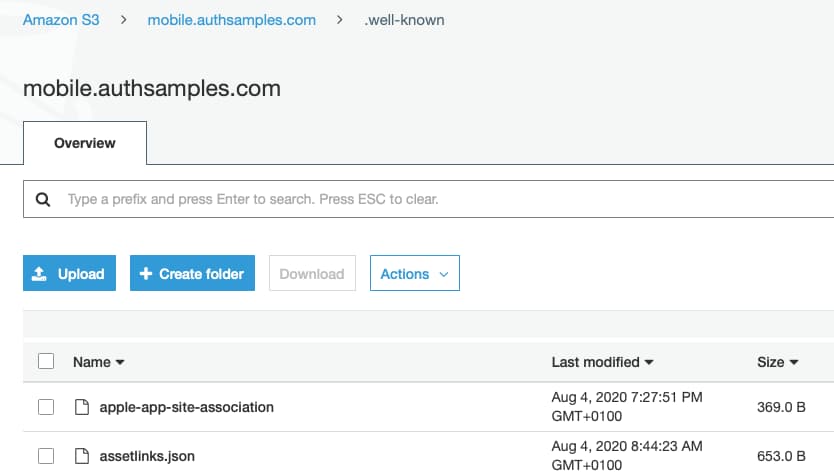 Amazon S3 > mobile.authsamples.com > .well-known
mobile.authsamples.com
Overview
Type a prefix and press Enter to search. Press ESC to clear.
Upload + Create folder Download Actions
Name Last modified Size
apple-app-site-association Aug 4, 2020 7:27:51 PM 369.0 B
GMT+0100
assetlinks.json Aug 4, 2020 8:44:23 AM 653.0 B
GMT+0100